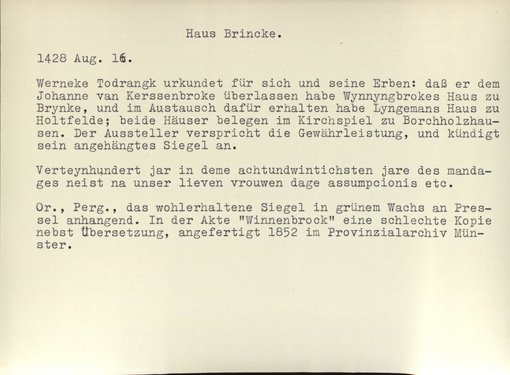 Haus Brincke.
1428 Aug. 16.
Werneke Todrangk urkundet für sich und seine Erben: daß er dem
Johanne van Kerssenbroke überlassen habe Wynnyngbrokes Haus zu
Brynke, und im Austausch dafür erhalten habe Lyngemans Haus zu
Holtfelde; beide Häuser belegen im Kirchspiel zu Borchholzhau-
sen. Der Aussteller verspricht die Gewährleistung, und kündigt
sein angehängtes Siegel an.
Verteynhundert jar in deme achtundwintichsten jare des manda-
ges neist na unser lieven vrouwen dage assumpcionis etc.
Or., Perg., das wohlerhaltene Siegel in grünem Wachs an Pres-
sel anhangend. In der Akte "Winnenbrock" eine schlechte Kopie
nebst Übersetzung, angefertigt 1852 im Provinzialarchiv Mün-
ster.